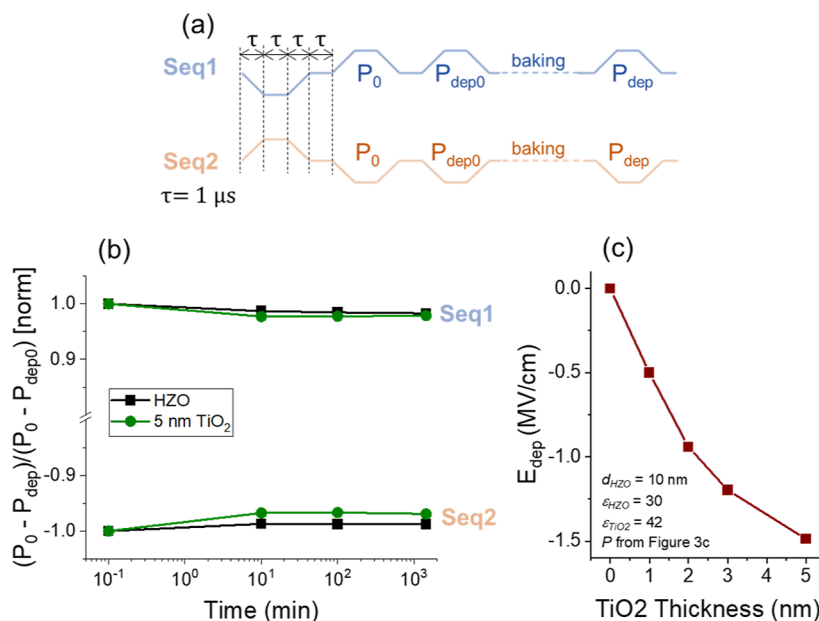 (a)
τ τ τ τ
Seq1
P0 Pdep0 baking Pdep
Seq2
P0 Pdep0 baking Pdep
τ= 1 μs
(b)
(P0 - Pdep)/(P0 - Pdep0) [norm]
1.0
0.9
-0.9
-1.0
Seq1
HZO
5 nm TiO2
Seq2
10-1 100 101 102 103
Time (min)
(c)
Edep (MV/cm)
0.0
-0.5
-1.0
-1.5
dHZO = 10 nm
εHZO = 30
εTiO2 = 42
P from Figure 3c
0 1 2 3 4 5
TiO2 Thickness (nm)